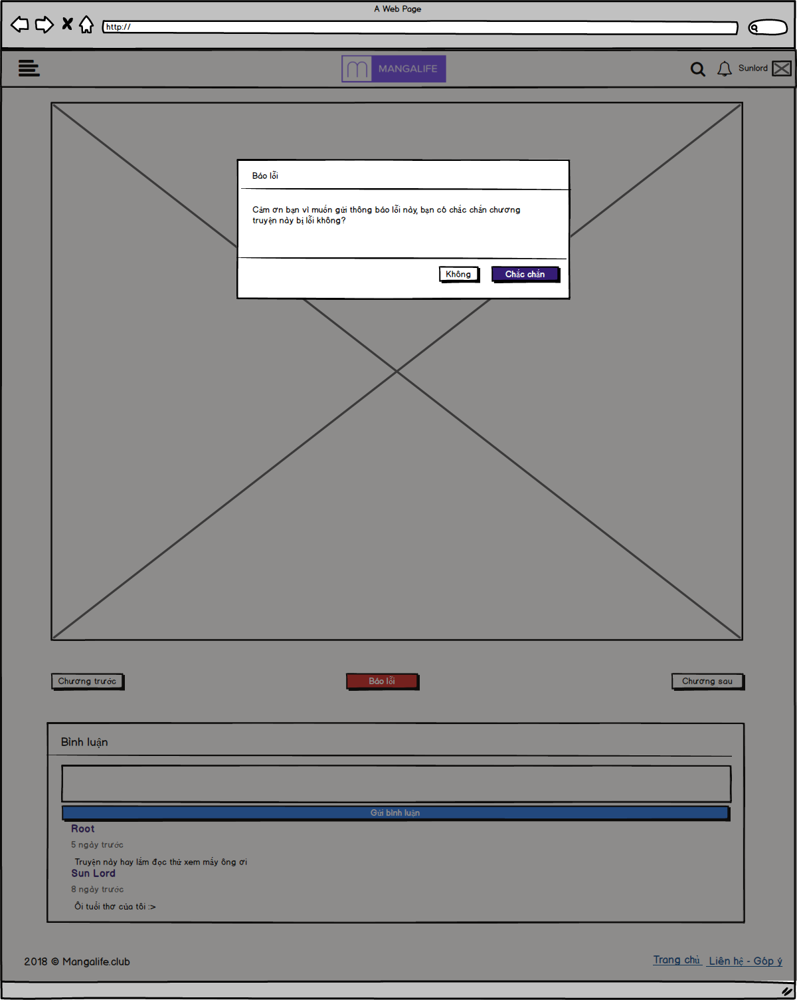 A Web Page
http://
MANGALIFE
Sunlord
Báo lỗi
Cảm ơn bạn vì muốn gửi thông báo lỗi này, bạn có chắc chắn chương
truyện này bị lỗi không?
Không
Chắc chắn
Chương trước
Báo lỗi
Chương sau
Bình luận
Gửi bình luận
Root
5 ngày trước
Truyện này hay lắm đọc thử xem mấy ông ơi
Sun Lord
8 ngày trước
Ôi tuổi thơ của tôi :>
2018 © Mangalife.club
Trang chủ
Liên hệ - Góp ý